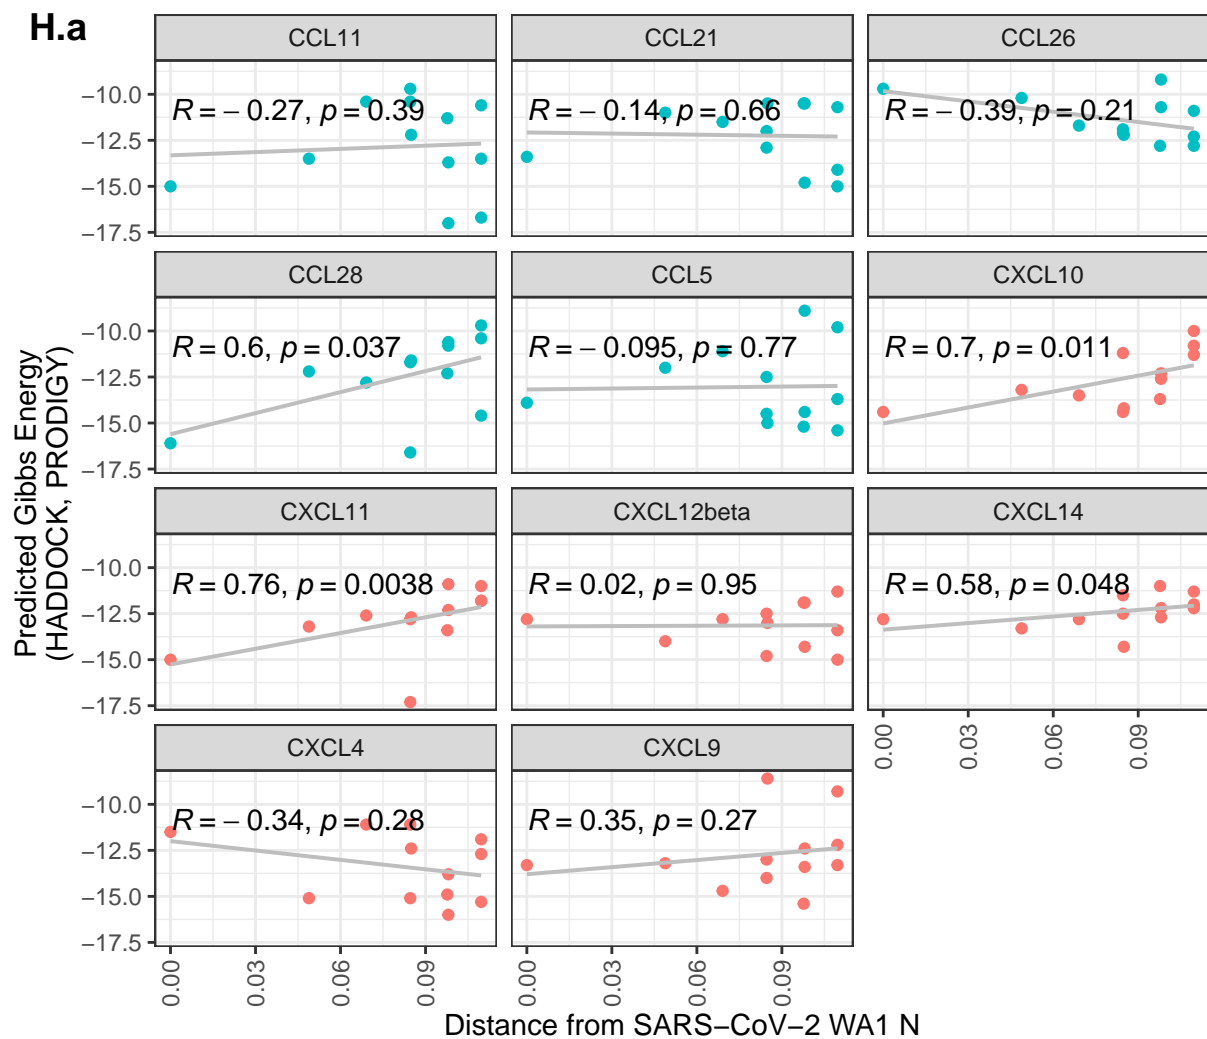 H.a
CCL11
CCL21
CCL26
−10.0
−12.5
−15.0
−17.5
R = − 0.27, p = 0.39
R = − 0.14, p = 0.66
R = − 0.39, p = 0.21
CCL28
CCL5
CXCL10
−10.0
−12.5
−15.0
−17.5
R = 0.6, p = 0.037
R = − 0.095, p = 0.77
R = 0.7, p = 0.011
Predicted Gibbs Energy
(HADDOCK, PRODIGY)
CXCL11
CXCL12beta
CXCL14
−10.0
−12.5
−15.0
−17.5
R = 0.76, p = 0.0038
R = 0.02, p = 0.95
R = 0.58, p = 0.048
0.00
0.03
0.06
0.09
CXCL4
CXCL9
−10.0
−12.5
−15.0
−17.5
R = − 0.34, p = 0.28
R = 0.35, p = 0.27
0.00
0.03
0.06
0.09
0.00
0.03
0.06
0.09
Distance from SARS−CoV−2 WA1 N